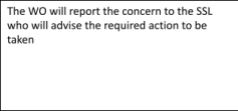 The WO will report the concern to the SSL
who will advise the required action to be
taken